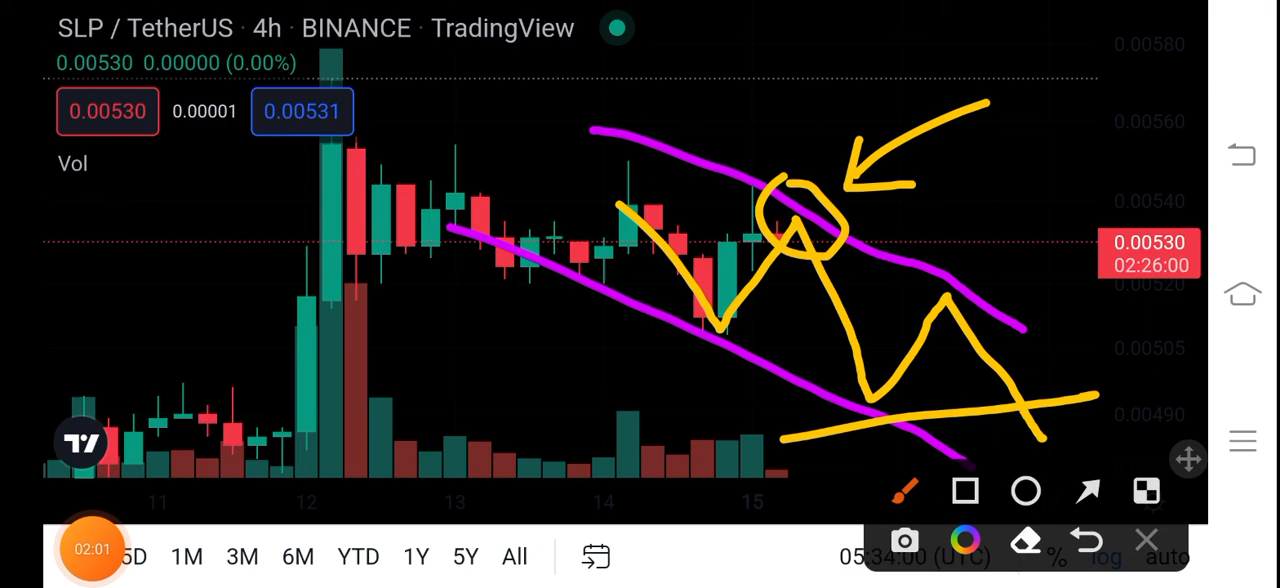 SLP / TetherUS · 4h · BINANCE · TradingView
0.00530 0.00000 (0.00%)
0.00530 0.00001 0.00531
Vol
0.00580
0.00560
0.00540
0.00530
02:26:00
0.00520
0.00505
0.00490
11 12 13 14 15
02:01
5D 1M 3M 6M YTD 1Y 5Y All 05:34:00 (UTC) % log auto